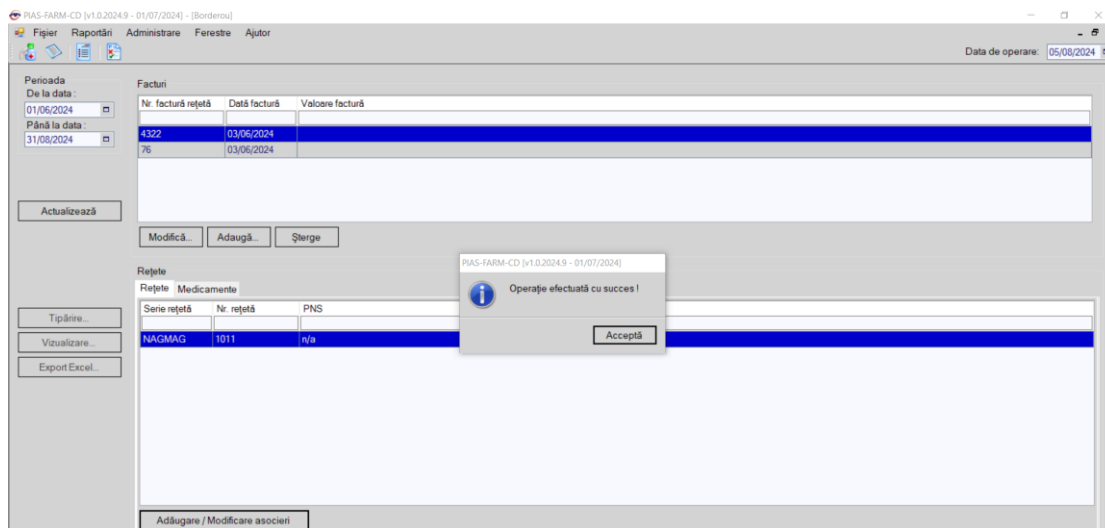 PIAS-FARM-CD [v1.0.2024.9 - 01/07/2024] - [Borderou]
Fișier Raportări Administrare Ferestre Ajutor
Data de operare: 05/08/2024
Perioada
De la data :
01/06/2024
Până la data :
31/08/2024
Actualizează
Tipărire...
Vizualizare...
Export Excel...
Facturi
Nr. factură rețetă Dată factură Valoare factură
4322 03/06/2024
76 03/06/2024
Modifică... Adaugă... Șterge
Rețete
Rețete Medicamente
Serie rețetă Nr. rețetă PNS
NAGMAG 1011 n/a
Adăugare / Modificare asocieri
PIAS-FARM-CD [v1.0.2024.9 - 01/07/2024]
Operație efectuată cu succes !
Acceptă